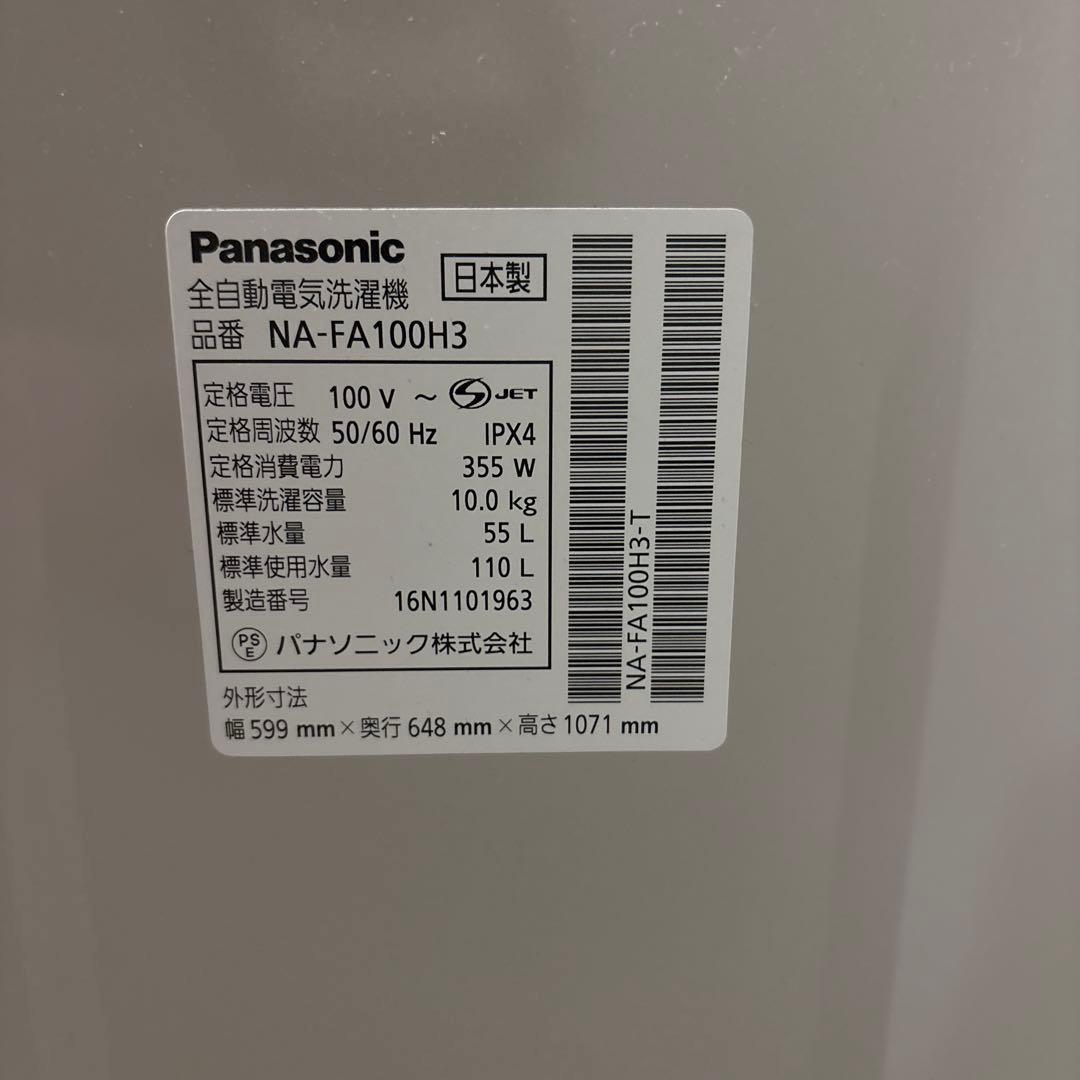 Panasonic
日本製
全自動電気洗濯機
品番 NA-FA100H3
定格電圧 100 V ~ S JET
定格周波数 50/60 Hz IPX4
定格消費電力 355 W
標準洗濯容量 10.0 kg
標準水量 55 L
標準使用水量 110 L
製造番号 16N1101963
PSE パナソニック株式会社
外形寸法
幅 599 mm×奥行 648 mm×高さ 1071 mm
NA-FA100H3-T